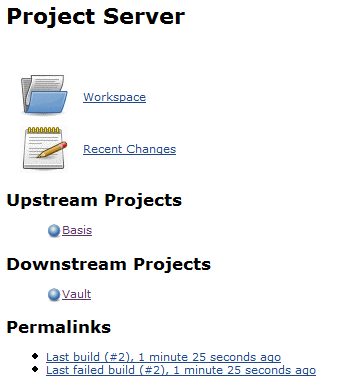 Project Server
Workspace
Recent Changes
Upstream Projects
Basis
Downstream Projects
Vault
Permalinks
Last build (#2), 1 minute 25 seconds ago
Last failed build (#2), 1 minute 25 seconds ago